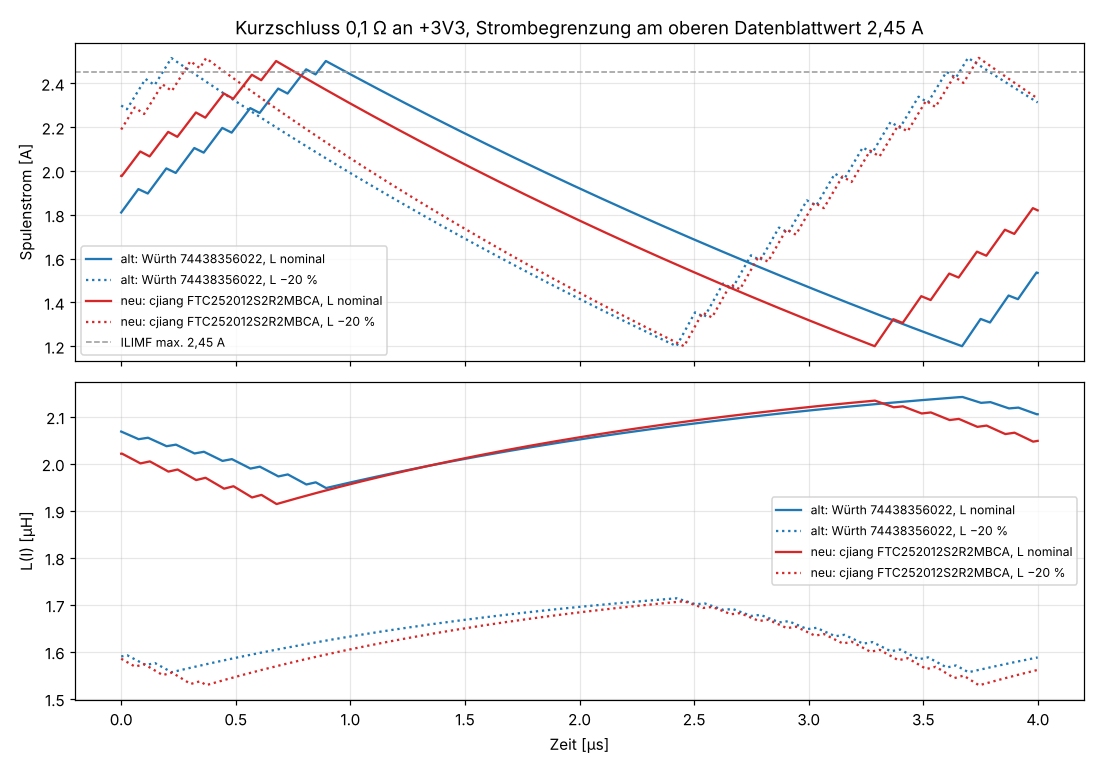 Kurzschluss 0,1 Ω an +3V3, Strombegrenzung am oberen Datenblattwert 2,45 A
Spulenstrom [A]
2.4
2.2
2.0
1.8
1.6
1.4
1.2
alt: Würth 74438356022, L nominal
alt: Würth 74438356022, L −20 %
neu: cjiang FTC252012S2R2MBCA, L nominal
neu: cjiang FTC252012S2R2MBCA, L −20 %
ILIMF max. 2,45 A
L(I) [µH]
2.1
2.0
1.9
1.8
1.7
1.6
1.5
alt: Würth 74438356022, L nominal
alt: Würth 74438356022, L −20 %
neu: cjiang FTC252012S2R2MBCA, L nominal
neu: cjiang FTC252012S2R2MBCA, L −20 %
0.0 0.5 1.0 1.5 2.0 2.5 3.0 3.5 4.0
Zeit [µs]